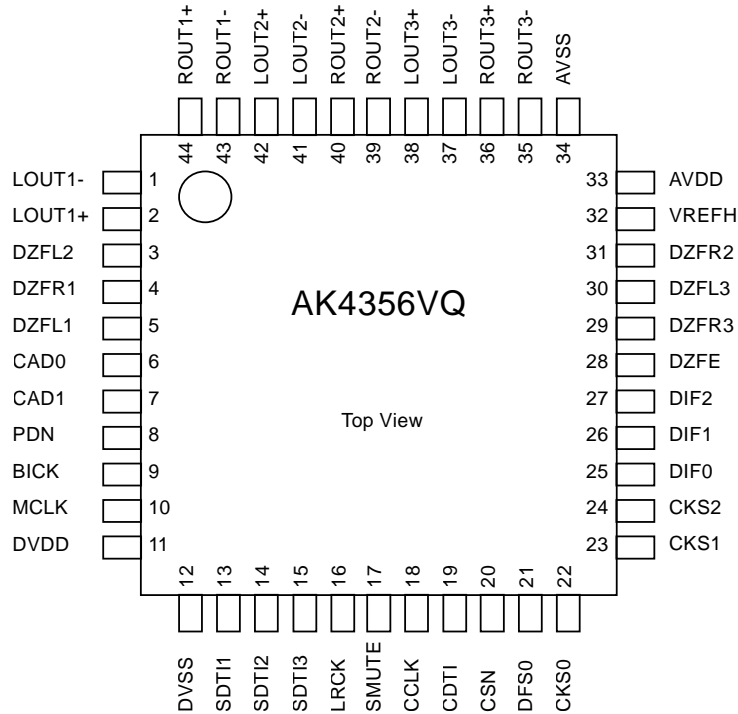 ROUT1+
ROUT1-
LOUT2+
LOUT2-
ROUT2+
ROUT2-
LOUT3+
LOUT3-
ROUT3+
ROUT3-
AVSS
44
43
42
41
40
39
38
37
36
35
34
LOUT1- 1
33 AVDD
LOUT1+ 2
32 VREFH
DZFL2 3
31 DZFR2
DZFR1 4
30 DZFL3
AK4356VQ
DZFL1 5
29 DZFR3
CAD0 6
28 DZFE
CAD1 7
27 DIF2
Top View
PDN 8
26 DIF1
BICK 9
25 DIF0
MCLK 10
24 CKS2
DVDD 11
23 CKS1
12
13
14
15
16
17
18
19
20
21
22
DVSS
SDTI1
SDTI2
SDTI3
LRCK
SMUTE
CCLK
CDTI
CSN
DFS0
CKS0